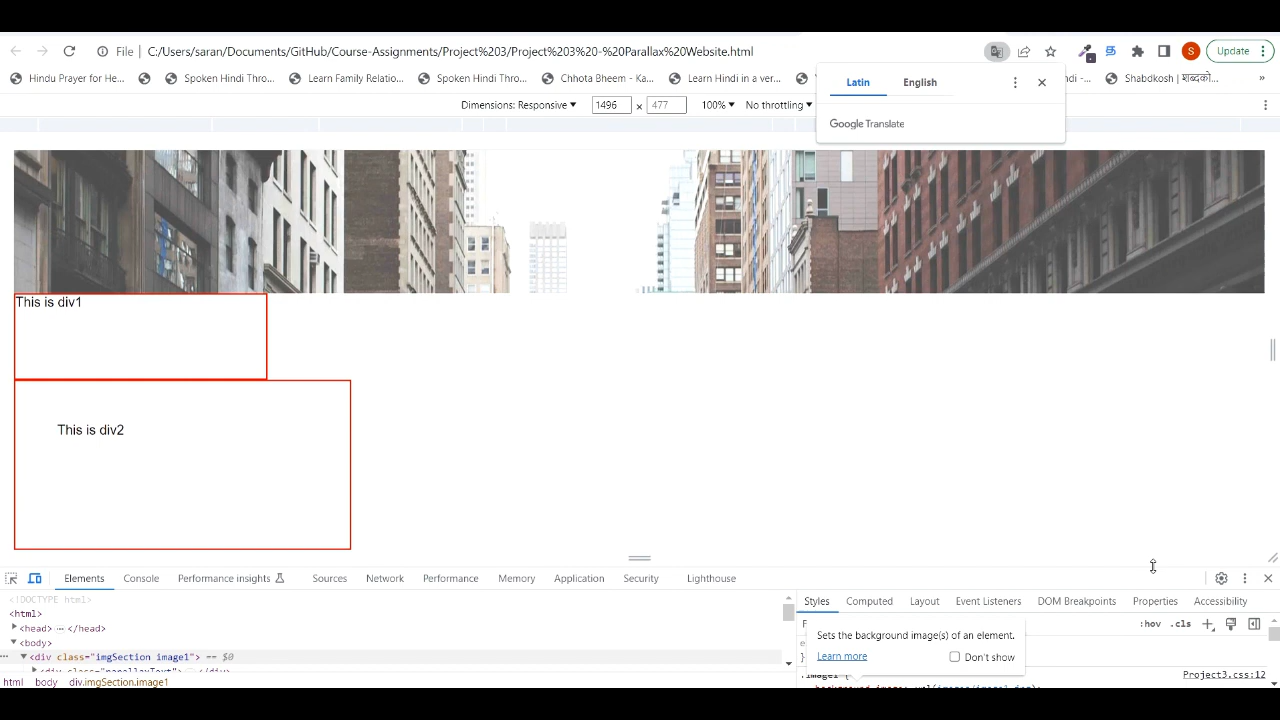 File | C:/Users/saran/Documents/GitHub/Course-Assignments/Project%203/Project%203%20-%20Parallax%20Website.html
S
Update
Hindu Prayer for He...
Spoken Hindi Thro...
Learn Family Relatio...
Spoken Hindi Thro...
Chhota Bheem - Ka...
Learn Hindi in a ver...
Shabdkosh | शब्दको...
»
Latin
English
Google Translate
Dimensions: Responsive
1496 x 477
100%
No throttling
This is div1
This is div2
Elements
Console
Performance insights
Sources
Network
Performance
Memory
Application
Security
Lighthouse
<!DOCTYPE html>
<html>
<head> ... </head>
<body>
... <div class="imgSection image1"> == $0
html body div.imgSection.image1
Styles
Computed
Layout
Event Listeners
DOM Breakpoints
Properties
Accessibility
:hov .cls
Sets the background image(s) of an element.
Learn more
Don't show
.image1 {
Project3.css:12